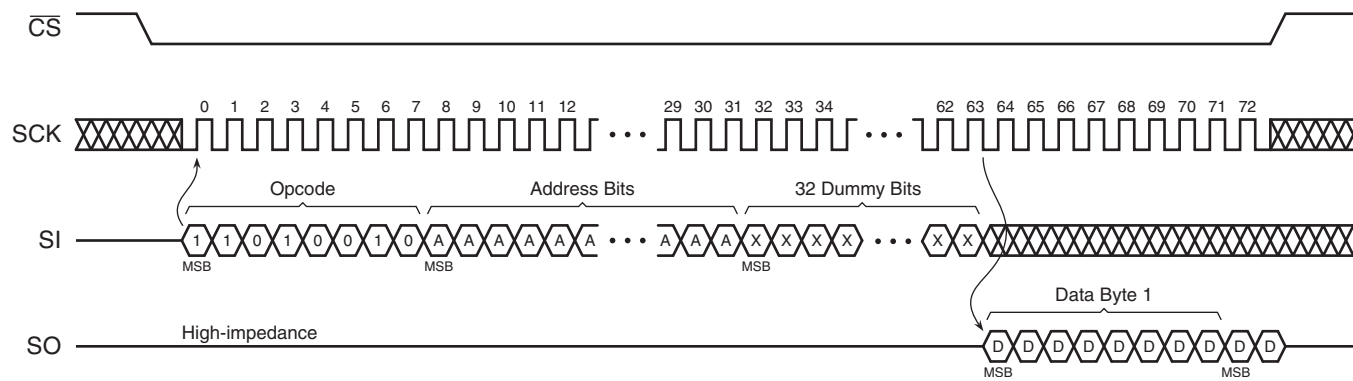 CS
0 1 2 3 4 5 6 7 8 9 10 11 12 29 30 31 32 33 34 62 63 64 65 66 67 68 69 70 71 72
SCK
Opcode Address Bits 32 Dummy Bits
SI 1 1 0 1 0 0 1 0 A A A A A A A A A X X X X X X
MSB MSB MSB
Data Byte 1
High-impedance
SO D D D D D D D D D D
MSB MSB